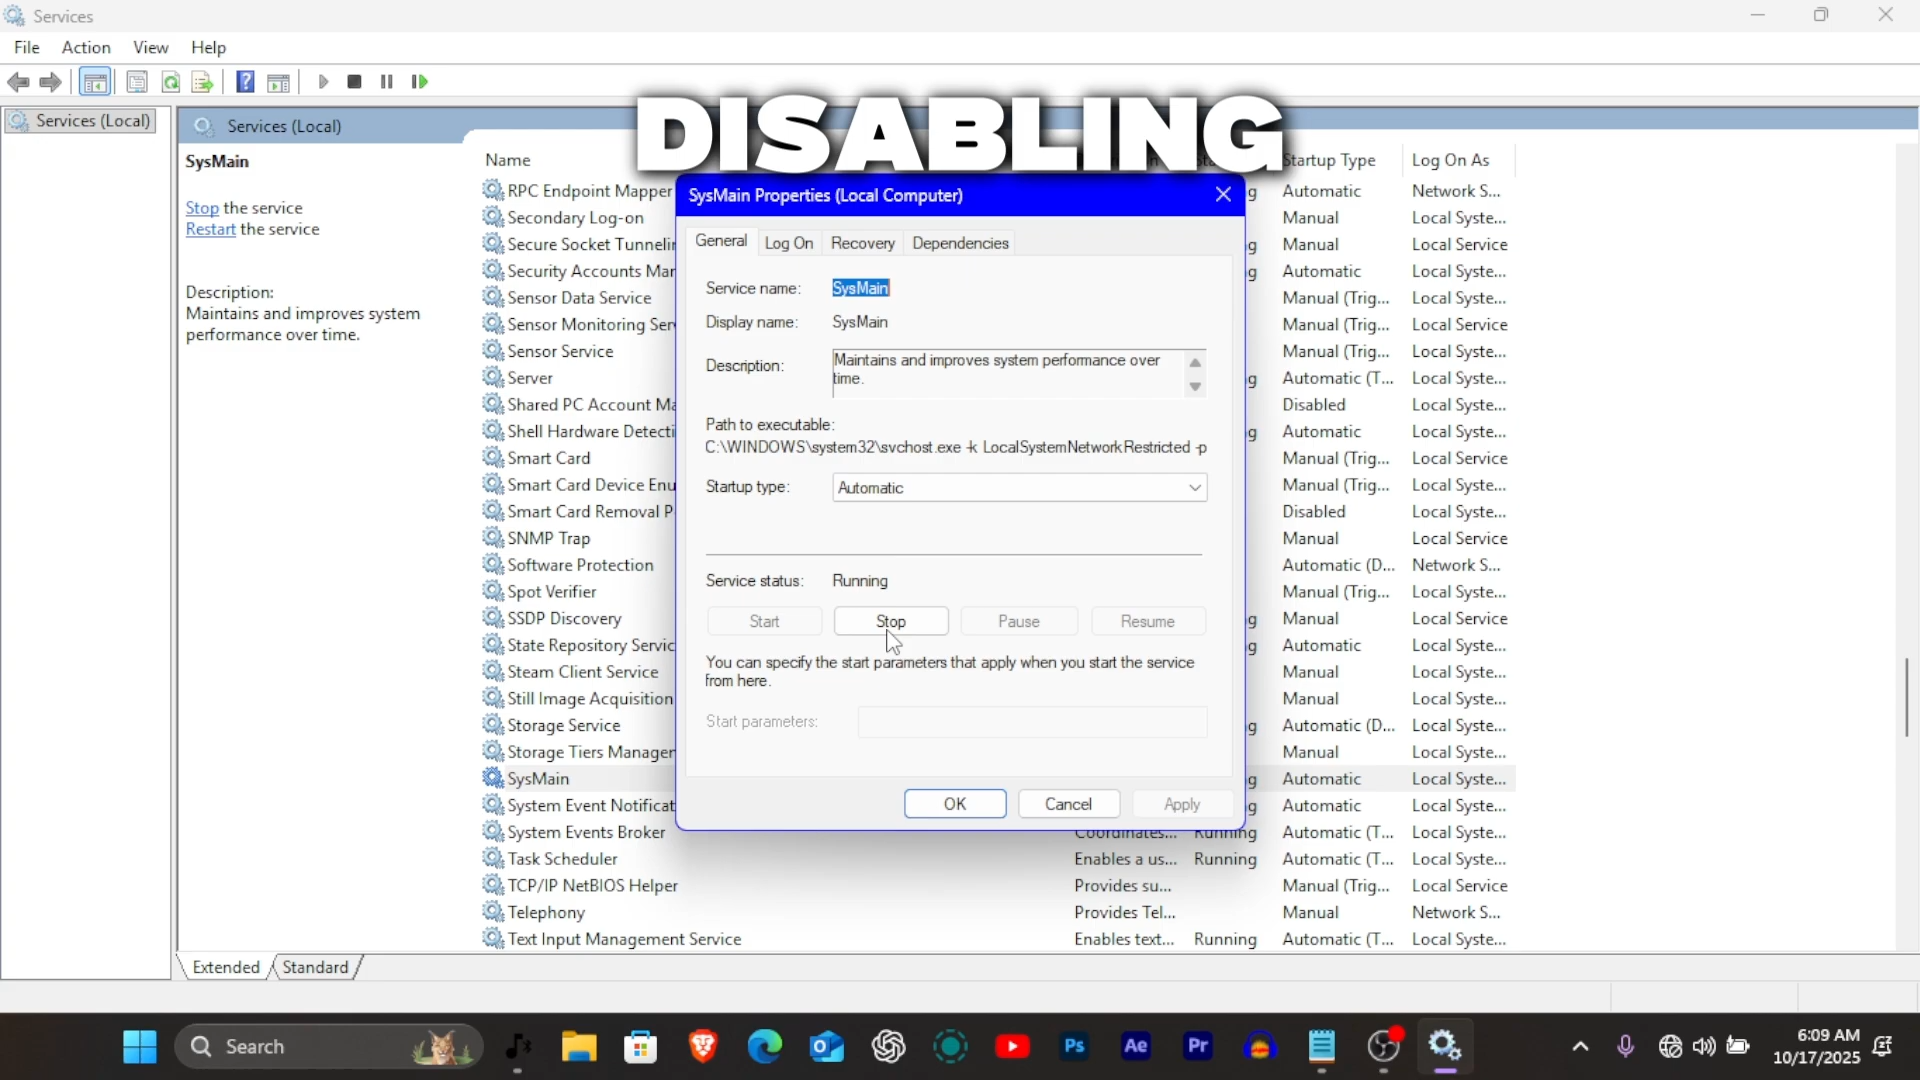 Services
File Action View Help
DISABLING
Services (Local)
Services (Local)
SysMain
Stop the service
Restart the service
Description:
Maintains and improves system
performance over time.
Name Startup Type Log On As
RPC Endpoint Mapper Automatic Network S...
Secondary Log-on Manual Local Syste...
Secure Socket Manual Local Service
Security Accounts Automatic Local Syste...
Sensor Data Service Manual (Trig... Local Syste...
Sensor Monitoring Manual (Trig... Local Service
Sensor Service Manual (Trig... Local Syste...
Server Automatic (T... Local Syste...
Shared PC Account Disabled Local Syste...
Shell Hardware Automatic Local Syste...
Smart Card Manual (Trig... Local Service
Smart Card Device Manual (Trig... Local Syste...
Smart Card Removal Disabled Local Syste...
SNMP Trap Manual Local Service
Software Protection Automatic (D... Network S...
Spot Verifier Manual (Trig... Local Syste...
SSDP Discovery Manual Local Service
State Repository Automatic Local Syste...
Steam Client Service Manual Local Syste...
Still Image Acquisition Manual Local Syste...
Storage Service Automatic (D... Local Syste...
Storage Tiers Manual Local Syste...
SysMain Automatic Local Syste...
System Event Automatic Local Syste...
System Events Broker Coordinates... Running Automatic (T... Local Syste...
Task Scheduler Enables a us... Running Automatic (T... Local Syste...
TCP/IP NetBIOS Helper Provides su... Manual (Trig... Local Service
Telephony Provides Tel... Manual Network S...
Text Input Management Service Enables text... Running Automatic (T... Local Syste...
SysMain Properties (Local Computer)
General Log On Recovery Dependencies
Service name: SysMain
Display name: SysMain
Description: Maintains and improves system performance over
time.
Path to executable:
C:\WINDOWS\system32\svchost.exe -k LocalSystemNetworkRestricted -p
Startup type: Automatic
Service status: Running
Start Stop Pause Resume
You can specify the start parameters that apply when you start the service
from here.
Start parameters:
OK Cancel Apply
Extended Standard
Search Ps Ae Pr 6:09 AM
10/17/2025